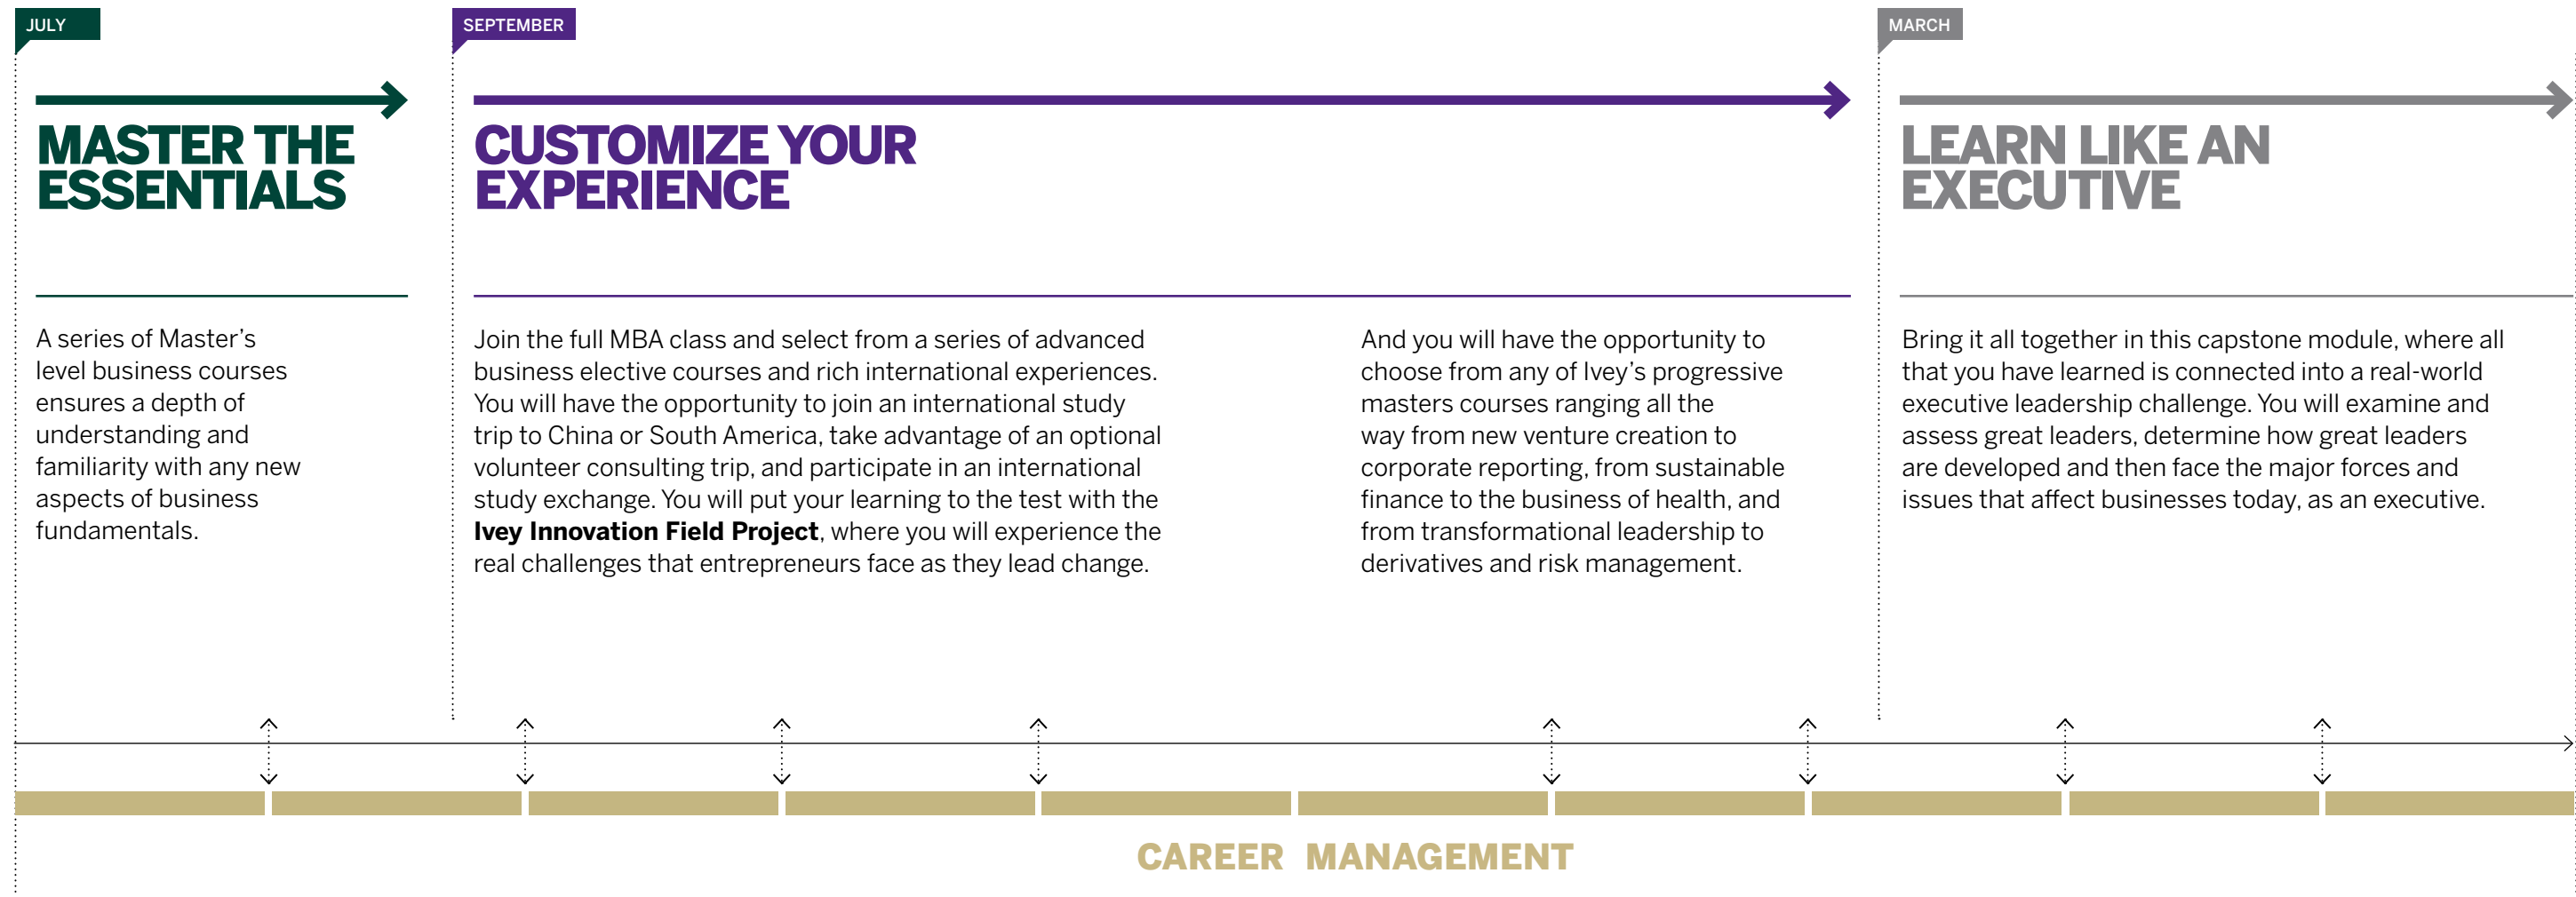 JULY
MASTER THE
ESSENTIALS
A series of Master’s
level business courses
ensures a depth of
understanding and
familiarity with any new
aspects of business
fundamentals.
SEPTEMBER
CUSTOMIZE YOUR
EXPERIENCE
Join the full MBA class and select from a series of advanced
business elective courses and rich international experiences.
You will have the opportunity to join an international study
trip to China or South America, take advantage of an optional
volunteer consulting trip, and participate in an international
study exchange. You will put your learning to the test with the
Ivey Innovation Field Project, where you will experience the
real challenges that entrepreneurs face as they lead change.
And you will have the opportunity to
choose from any of Ivey’s progressive
masters courses ranging all the
way from new venture creation to
corporate reporting, from sustainable
finance to the business of health, and
from transformational leadership to
derivatives and risk management.
MARCH
LEARN LIKE AN
EXECUTIVE
Bring it all together in this capstone module, where all
that you have learned is connected into a real-world
executive leadership challenge. You will examine and
assess great leaders, determine how great leaders
are developed and then face the major forces and
issues that affect businesses today, as an executive.
CAREER MANAGEMENT